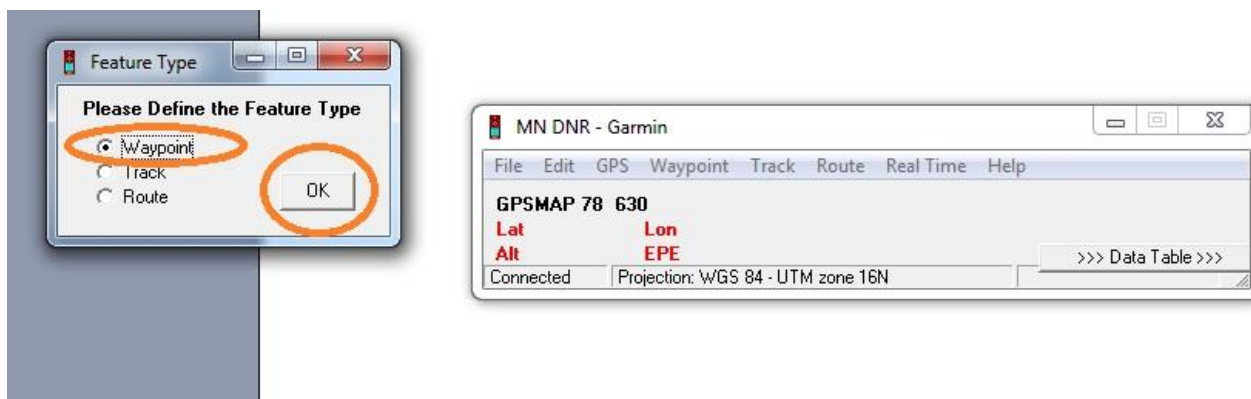 Feature Type
Please Define the Feature Type
Waypoint
Track
Route
OK
MN DNR - Garmin
File Edit GPS Waypoint Track Route Real Time Help
GPSMAP 78 630
Lat Lon
Alt EPE
>>> Data Table >>>
Connected Projection: WGS 84 - UTM zone 16N